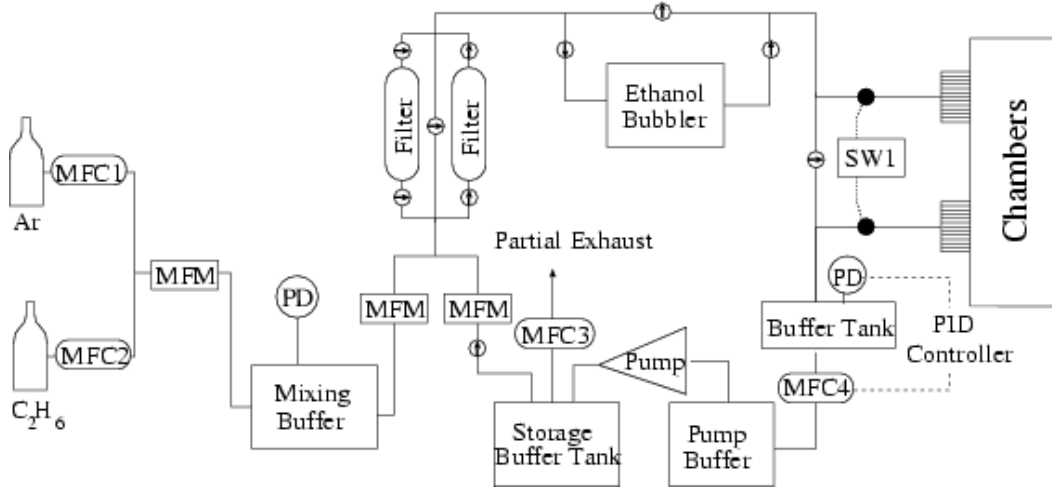 Filter
Filter
Ethanol
Bubbler
SW1
Chambers
MFC1
Ar
MFM
MFC2
C2H6
PD
Mixing
Buffer
MFM
MFM
Partial Exhaust
MFC3
Pump
Storage
Buffer Tank
Pump
Buffer
PD
Buffer Tank
MFC4
PID
Controller